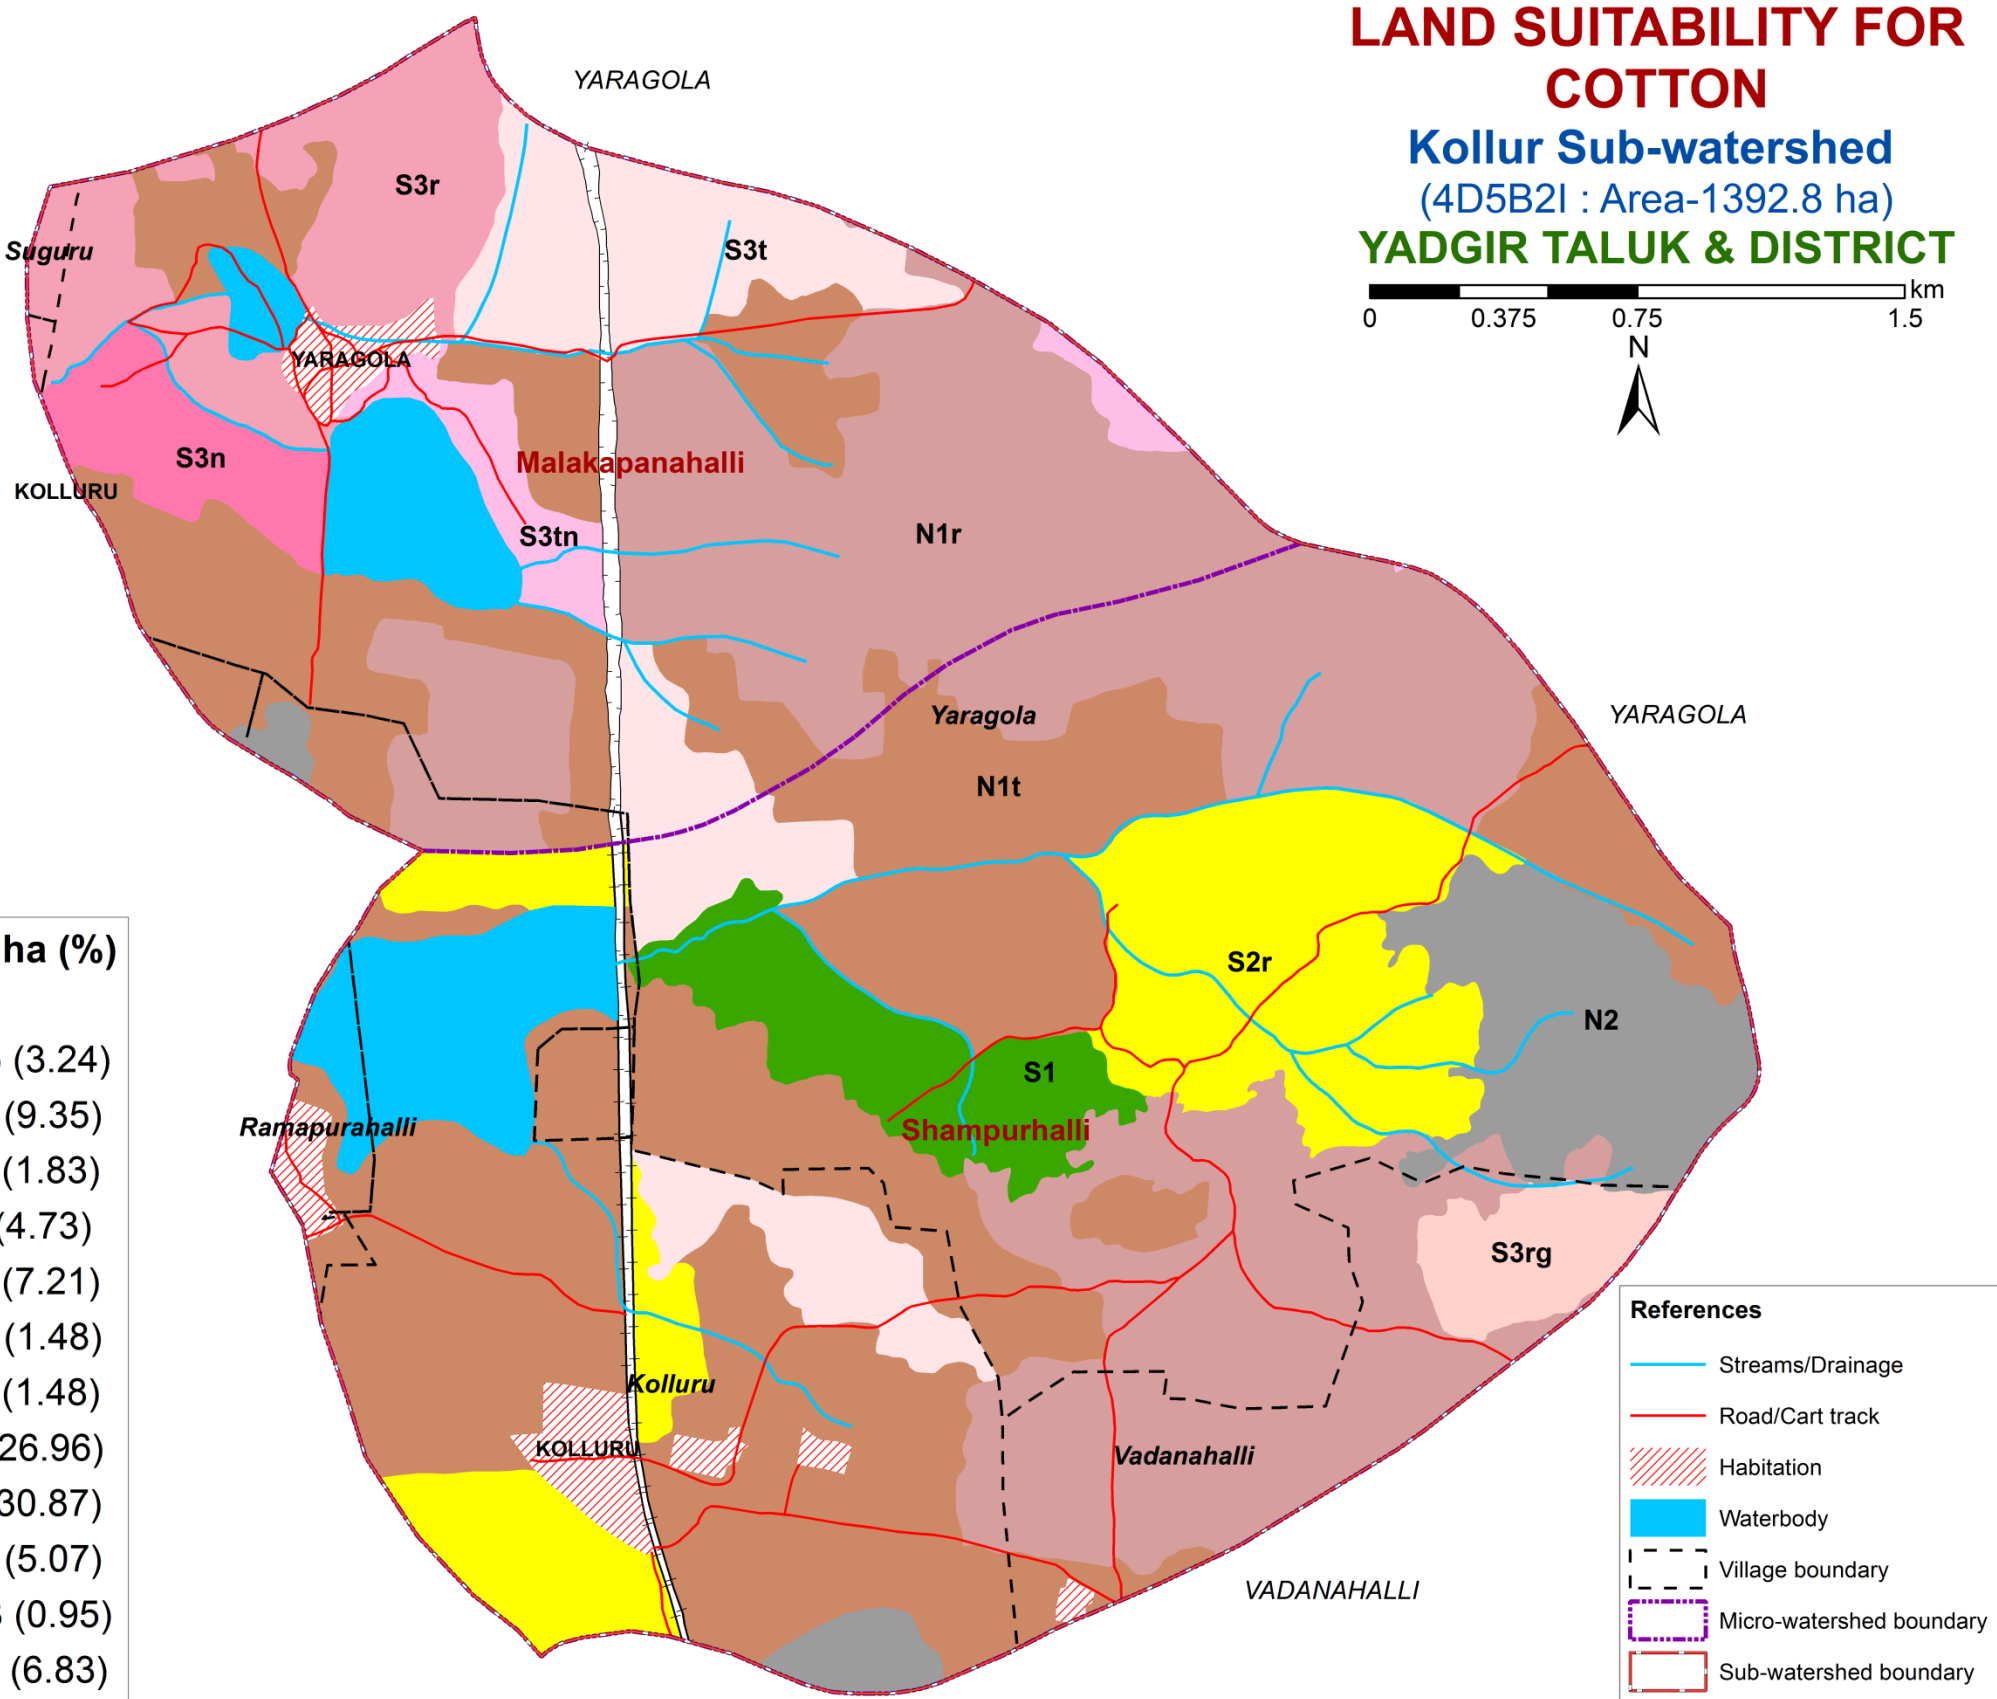 LAND SUITABILITY FOR
COTTON
Kollur Sub-watershed
(4D5B2I : Area-1392.8 ha)
YADGIR TALUK & DISTRICT
km
0 0.375 0.75 1.5
N
YARAGOLA
S3r
Suguru
S3t
YARAGOLA
S3n
Malakapanahalli
KOLLURU
S3tn
N1r
Yaragola
YARAGOLA
N1t
S2r
N2
S1
Ramapurahalli
Shampurhalli
S3rg
Kolluru
KOLLURU
Vadanahalli
VADANAHALLI
ha (%)
(3.24)
(9.35)
(1.83)
(4.73)
(7.21)
(1.48)
(1.48)
26.96)
30.87)
(5.07)
(0.95)
(6.83)
References
Streams/Drainage
Road/Cart track
Habitation
Waterbody
Village boundary
Micro-watershed boundary
Sub-watershed boundary